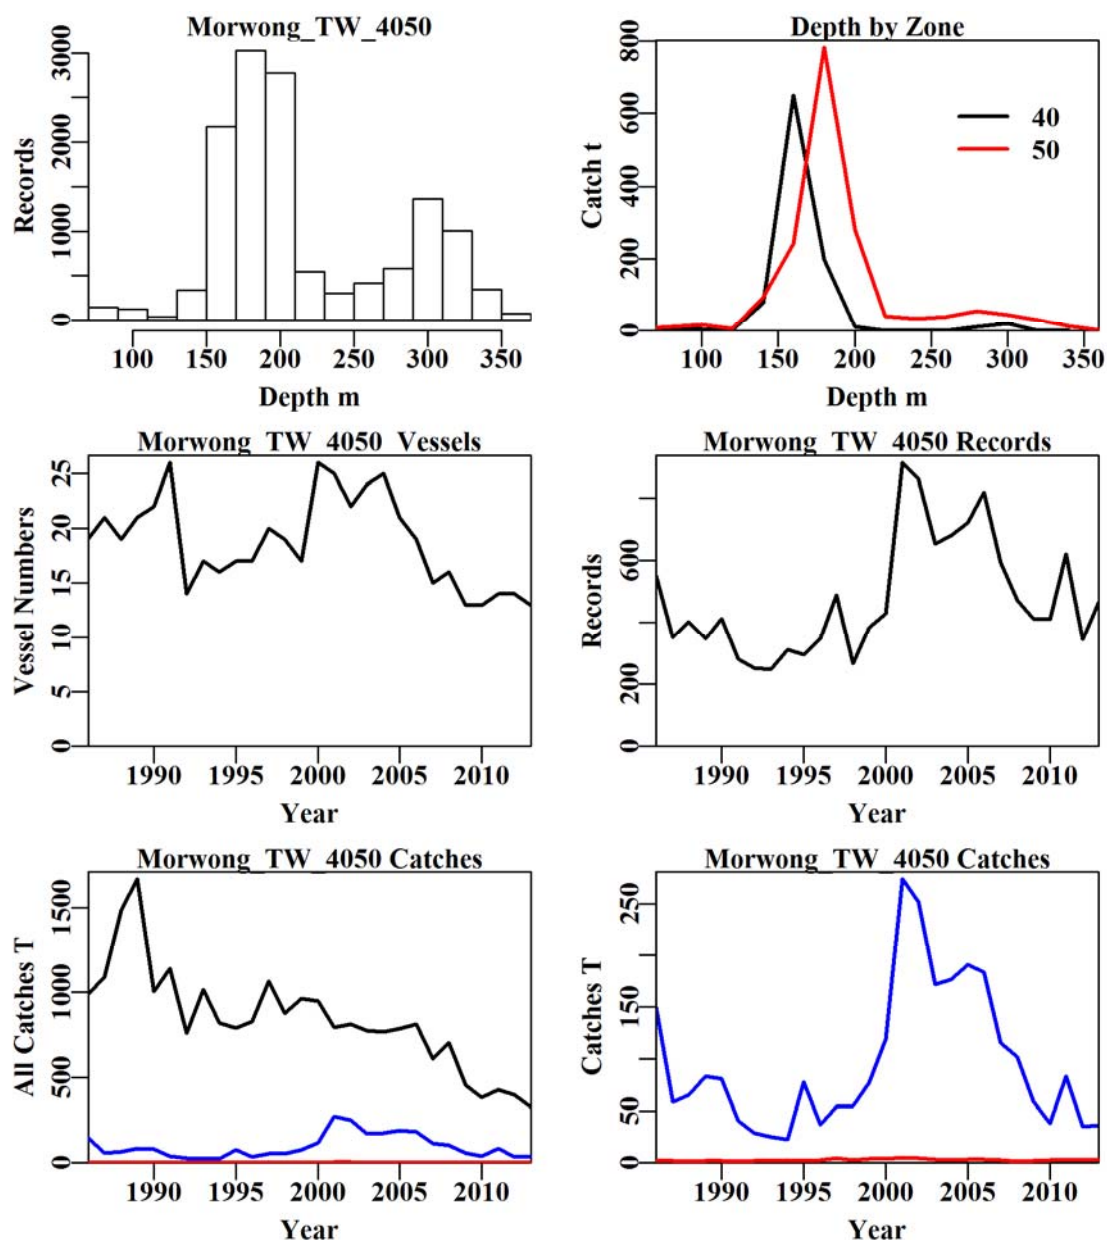 Morwong_TW_4050
Records
0 1000 2000 3000
100 150 200 250 300 350
Depth m
Depth by Zone
Catch t
0 200 400 600 800
40
50
100 150 200 250 300 350
Depth m
Morwong_TW_4050_Vessels
Vessel Numbers
0 5 10 15 20 25
1990 1995 2000 2005 2010
Year
Morwong_TW_4050 Records
Records
0 200 600
1990 1995 2000 2005 2010
Year
Morwong_TW_4050 Catches
All Catches T
0 500 1000 1500
1990 1995 2000 2005 2010
Year
Morwong_TW_4050 Catches
Catches T
0 50 150 250
1990 1995 2000 2005 2010
Year